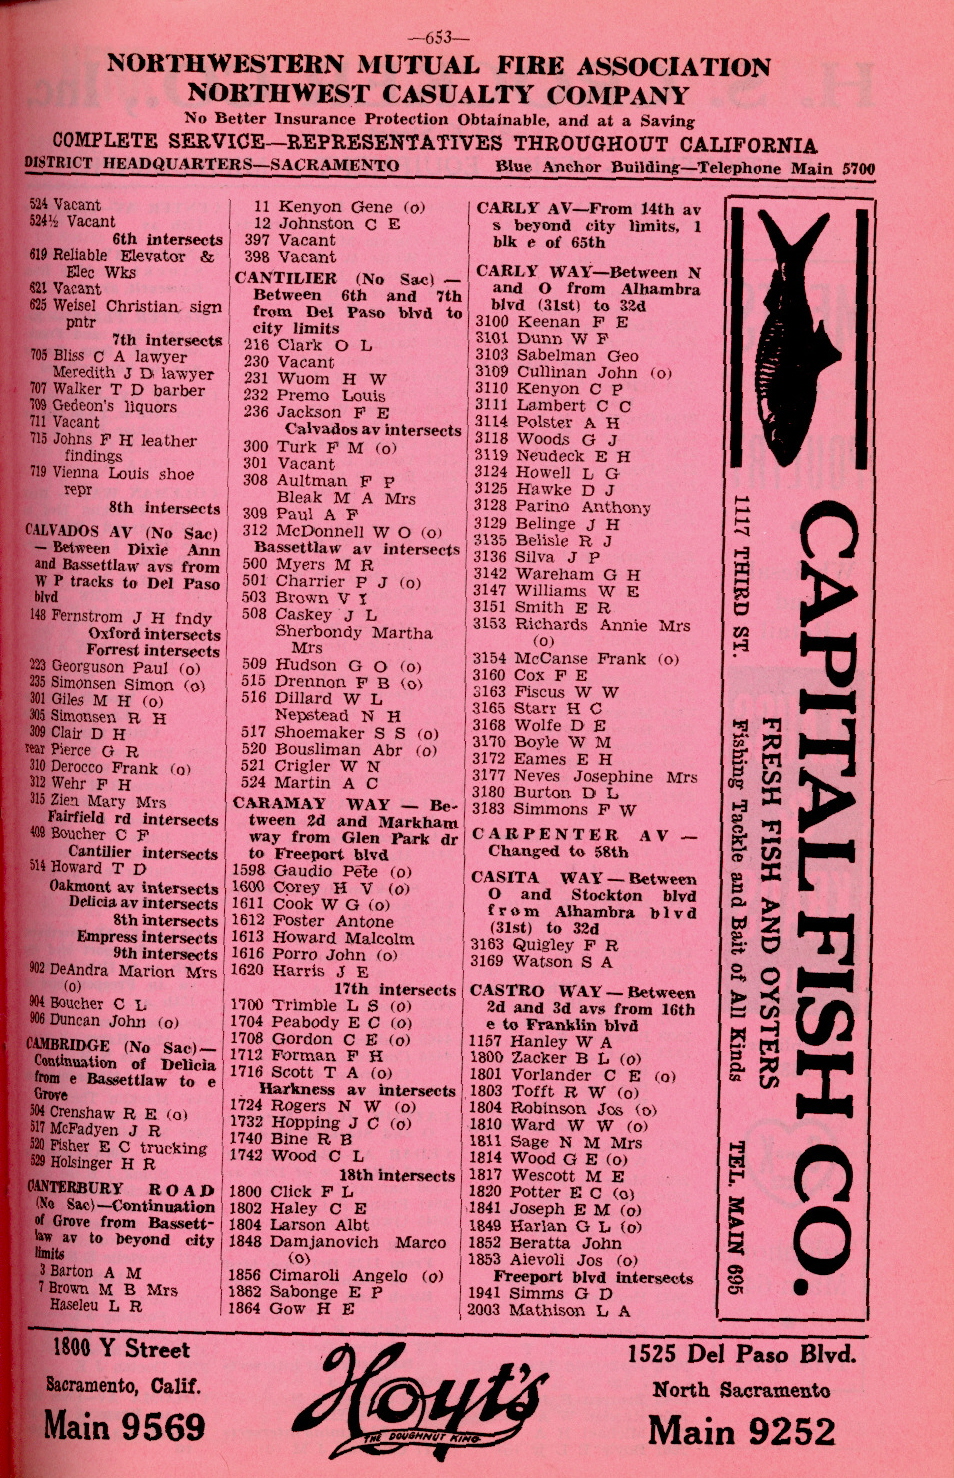 —653—
NORTHWESTERN MUTUAL FIRE ASSOCIATION
NORTHWEST CASUALTY COMPANY
No Better Insurance Protection Obtainable, and at a Saving
COMPLETE SERVICE—REPRESENTATIVES THROUGHOUT CALIFORNIA
DISTRICT HEADQUARTERS—SACRAMENTO Blue Anchor Building—Telephone Main 5700
524 Vacant
524½ Vacant
6th intersects
619 Reliable Elevator &
Elec Wks
621 Vacant
625 Weisel Christian sign
pntr
7th intersects
705 Bliss C A lawyer
Meredith J D lawyer
707 Walker T D barber
709 Gedeon's liquors
711 Vacant
715 Johns F H leather
findings
719 Vienna Louis shoe
repr
8th intersects
CALVADOS AV (No Sac)
— Between Dixie Ann
and Bassettlaw avs from
W P tracks to Del Paso
blvd
148 Fernstrom J H fndy
Oxford intersects
Forrest intersects
223 Georguson Paul (o)
235 Simonsen Simon (o)
301 Giles M H (o)
305 Simonsen R H
309 Clair D H
rear Pierce G R
310 Derocco Frank (o)
312 Wehr F H
315 Zien Mary Mrs
Fairfield rd intersects
409 Boucher C F
Cantilier intersects
514 Howard T D
Oakmont av intersects
Delicia av intersects
8th intersects
Empress intersects
9th intersects
902 DeAndra Marion Mrs
(o)
904 Boucher C L
906 Duncan John (o)
CAMBRIDGE (No Sac)—
Continuation of Delicia
from e Bassettlaw to e
Grove
504 Crenshaw R E (o)
517 McFadyen J R
520 Fisher E C trucking
529 Holsinger H R
CANTERBURY ROAD
(No Sac)—Continuation
of Grove from Bassett-
law av to beyond city
limits
3 Barton A M
7 Brown M B Mrs
Haseleu L R
11 Kenyon Gene (o)
12 Johnston C E
397 Vacant
398 Vacant
CANTILIER (No Sac) —
Between 6th and 7th
from Del Paso blvd to
city limits
216 Clark O L
230 Vacant
231 Wuom H W
232 Premo Louis
236 Jackson F E
Calvados av intersects
300 Turk F M (o)
301 Vacant
308 Aultman F P
Bleak M A Mrs
309 Paul A F
312 McDonnell W O (o)
Bassettlaw av intersects
500 Myers M R
501 Charrier P J (o)
503 Brown V I
508 Caskey J L
Sherbondy Martha
Mrs
509 Hudson G O (o)
515 Drennon F B (o)
516 Dillard W L
Nepstead N H
517 Shoemaker S S (o)
520 Bousliman Abr (o)
521 Crigler W N
524 Martin A C
CARAMAY WAY — Be-
tween 2d and Markham
way from Glen Park dr
to Freeport blvd
1598 Gaudio Pete (o)
1600 Corey H V (o)
1611 Cook W G (o)
1612 Foster Antone
1613 Howard Malcolm
1616 Porro John (o)
1620 Harris J E
17th intersects
1700 Trimble L S (o)
1704 Peabody E C (o)
1708 Gordon C E (o)
1712 Forman F H
1716 Scott T A (o)
Harkness av intersects
1724 Rogers N W (o)
1732 Hopping J C (o)
1740 Bine R B
1742 Wood C L
18th intersects
1800 Click F L
1802 Haley C E
1804 Larson Albt
1848 Damjanovich Marco
(o)
1856 Cimaroli Angelo (o)
1862 Sabonge E P
1864 Gow H E
CARLY AV—From 14th av
s beyond city limits, 1
blk e of 65th
CARLY WAY—Between N
and O from Alhambra
blvd (31st) to 32d
3100 Keenan F E
3101 Dunn W F
3103 Sabelman Geo
3109 Cullinan John (o)
3110 Kenyon C P
3111 Lambert C C
3114 Polster A H
3118 Woods G J
3119 Neudeck E H
3124 Howell L G
3125 Hawke D J
3128 Parino Anthony
3129 Belinge J H
3135 Belisle R J
3136 Silva J P
3142 Wareham G H
3147 Williams W E
3151 Smith E R
3153 Richards Annie Mrs
(o)
3154 McCanse Frank (o)
3160 Cox F E
3163 Fiscus W W
3165 Starr H C
3168 Wolfe D E
3170 Boyle W M
3172 Eames E H
3177 Neves Josephine Mrs
3180 Burton D L
3183 Simmons F W
CARPENTER AV —
Changed to 58th
CASITA WAY — Between
O and Stockton blvd
from Alhambra blvd
(31st) to 32d
3163 Quigley F R
3169 Watson S A
CASTRO WAY — Between
2d and 3d avs from 16th
e to Franklin blvd
1157 Hanley W A
1800 Zacker B L (o)
1801 Vorlander C E (o)
1803 Tofft R W (o)
1804 Robinson Jos (o)
1810 Ward W W (o)
1811 Sage N M Mrs
1814 Wood G E (o)
1817 Wescott M E
1820 Potter E C (o)
1841 Joseph E M (o)
1849 Harlan G L (o)
1852 Beratta John
1853 Aievoli Jos (o)
Freeport blvd intersects
1941 Simms G D
2003 Mathison L A
CAPITAL FISH CO.
FRESH FISH AND OYSTERS
Fishing Tackle and Bait of All Kinds
1117 THIRD ST. TEL. MAIN 695
1800 Y Street
Sacramento, Calif.
Main 9569
Hoyt's
THE DOUGHNUT KING
1525 Del Paso Blvd.
North Sacramento
Main 9252